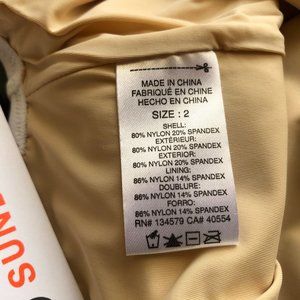 MADE IN CHINA
FABRIQUÉ EN CHINE
HECHO EN CHINA
SIZE : 2
SHELL:
80% NYLON 20% SPANDEX
EXTÉRIEUR:
80% NYLON 20% SPANDEX
EXTERIOR:
80% NYLON 20% SPANDEX
LINING:
86% NYLON 14% SPANDEX
DOUBLURE:
86% NYLON 14% SPANDEX
FORRO:
86% NYLON 14% SPANDEX
RN# 134579 CA# 40554
SUNE